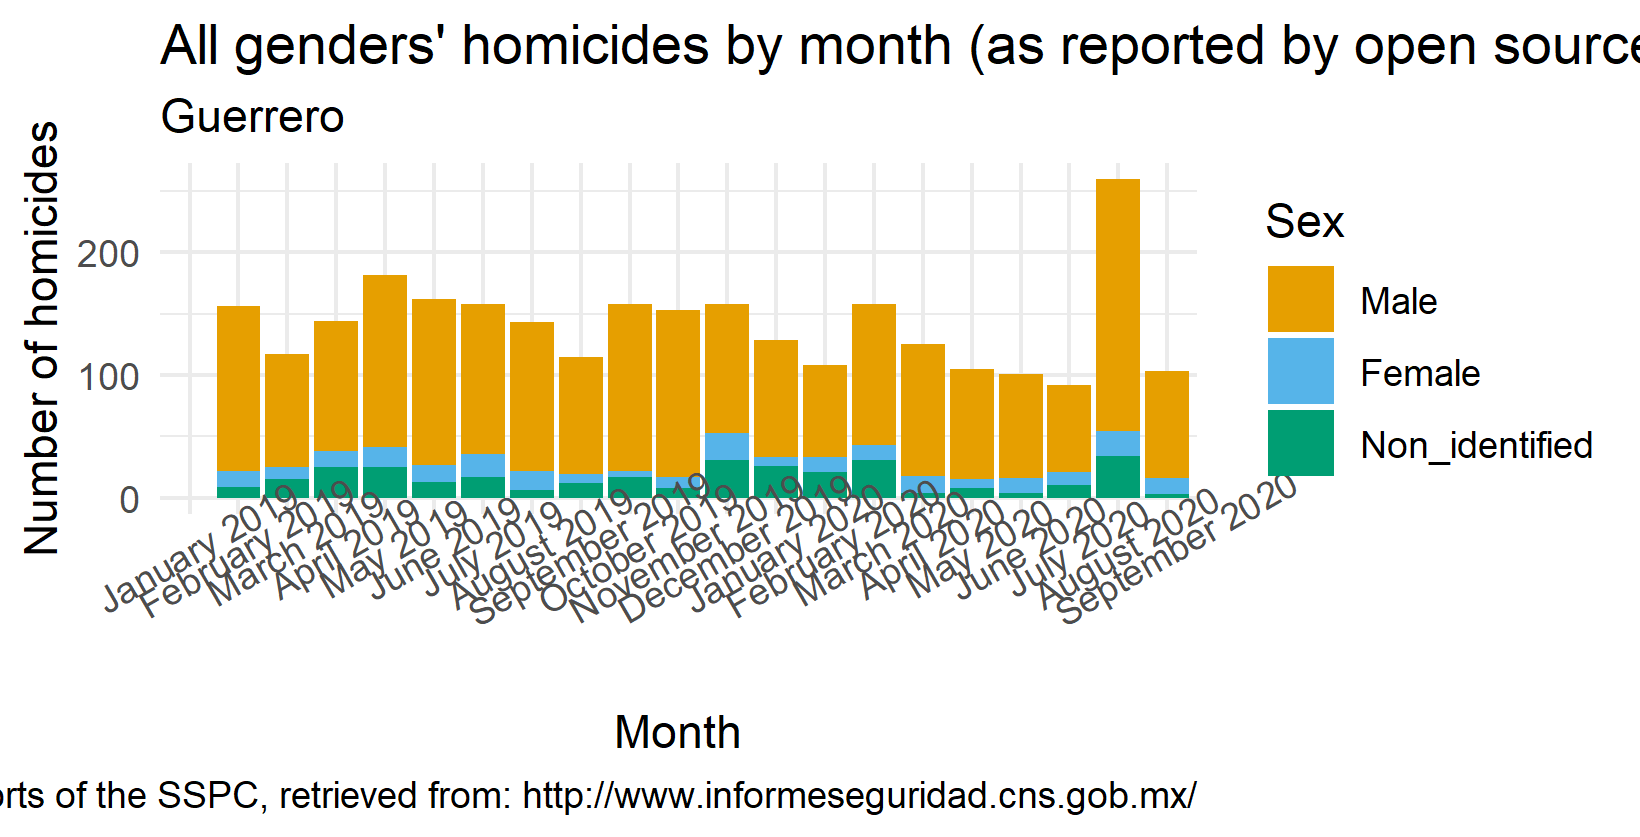 All genders' homicides by month (as reported by open source
Guerrero
Number of homicides
200
100
0
January 2019
February 2019
March 2019
April 2019
May 2019
June 2019
July 2019
August 2019
September 2019
October 2019
November 2019
December 2019
January 2020
February 2020
March 2020
April 2020
May 2020
June 2020
July 2020
August 2020
September 2020
Month
Sex
Male
Female
Non_identified
orts of the SSPC, retrieved from: http://www.informeseguridad.cns.gob.mx/